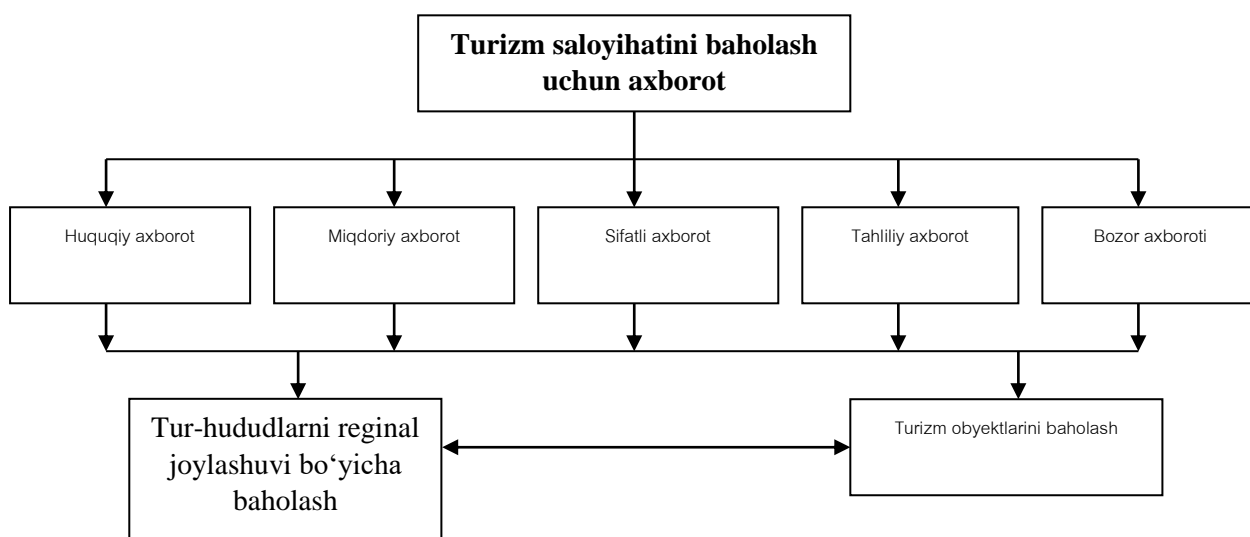 Turizm saloyihatini baholash
uchun axborot
Huquqiy axborot
Miqdoriy axborot
Sifatli axborot
Tahliliy axborot
Bozor axboroti
Tur-hududlarni reginal
joylashuvi bo‘yicha
baholash
Turizm obyektlarini baholash